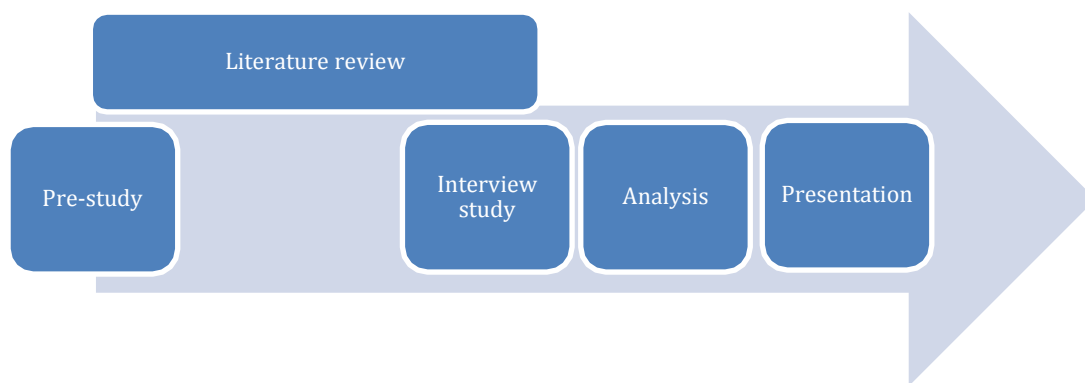 Literature review
Pre-study
Interview
study
Analysis
Presentation